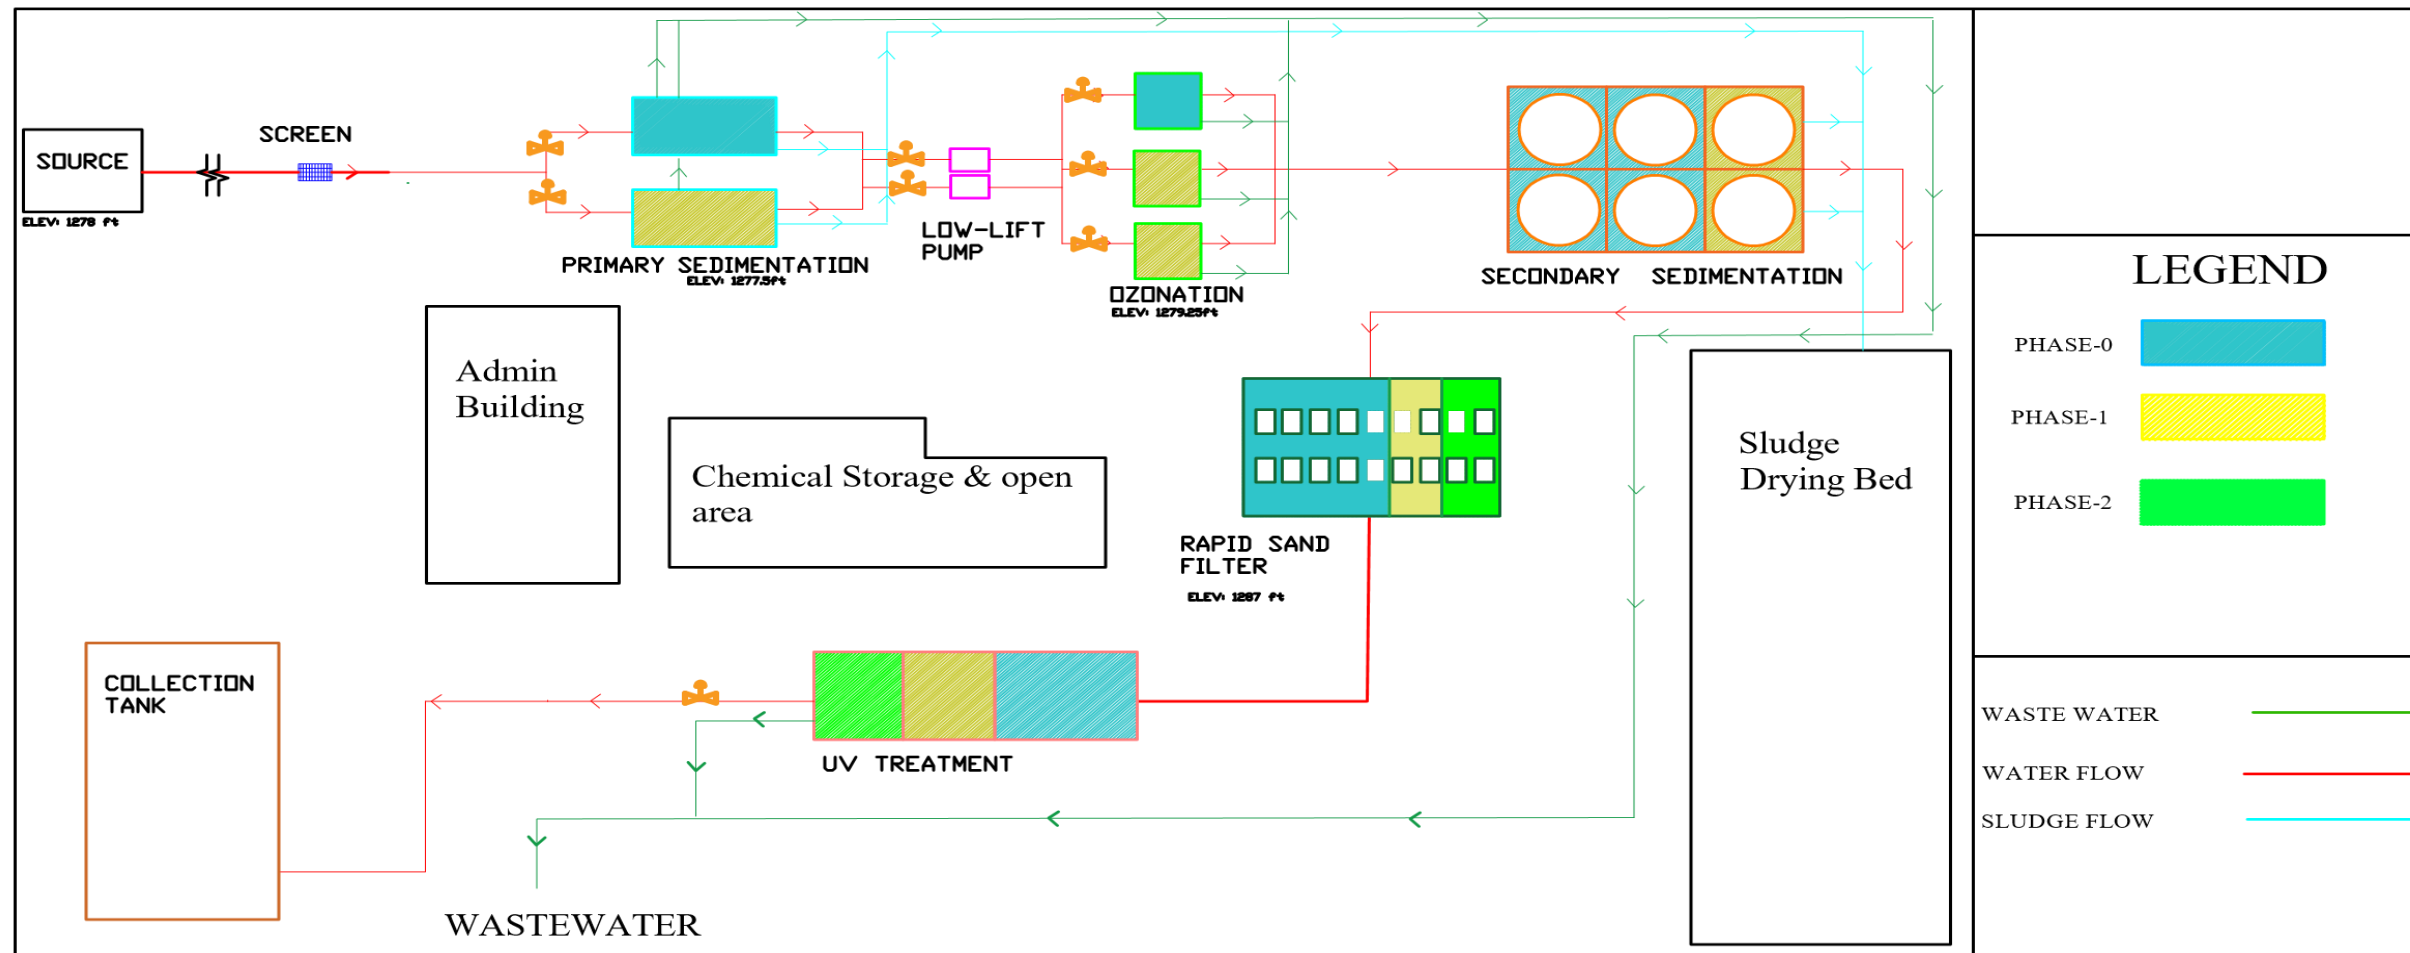 SOURCE
ELEV: 1278 ft
SCREEN
PRIMARY SEDIMENTATION
ELEV: 1277.5ft
LOW-LIFT
PUMP
OZONATION
ELEV: 1279.25ft
SECONDARY SEDIMENTATION
Admin
Building
Chemical Storage & open
area
RAPID SAND
FILTER
ELEV: 1287 ft
Sludge
Drying Bed
COLLECTION
TANK
UV TREATMENT
WASTEWATER
LEGEND
PHASE-0
PHASE-1
PHASE-2
WASTE WATER
WATER FLOW
SLUDGE FLOW